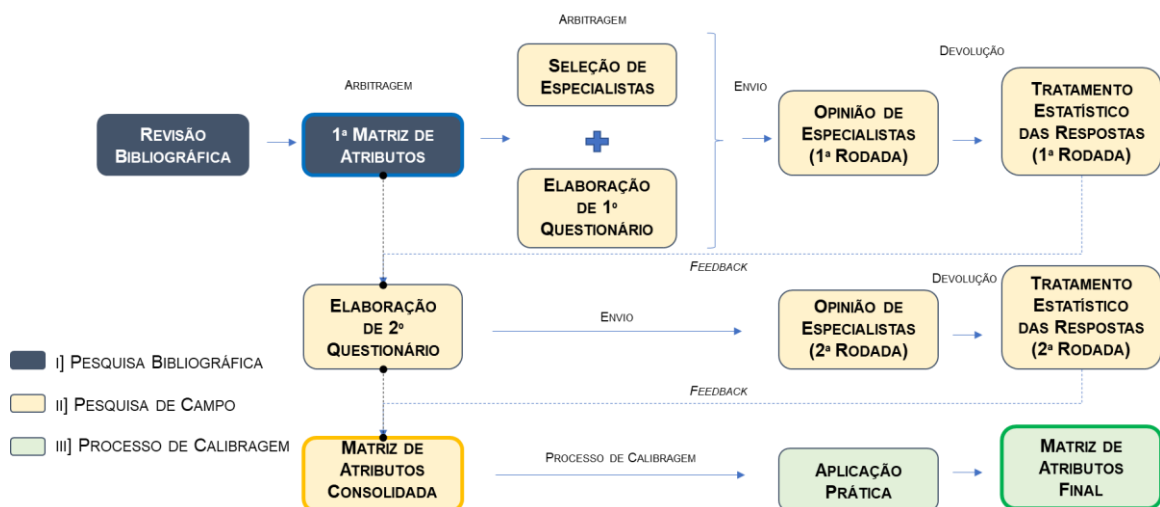 ARBITRAGEM
ARBITRAGEM
SELEÇÃO DE
ESPECIALISTAS
ENVIO
DEVOLUÇÃO
REVISÃO
BIBLIOGRÁFICA
1ª MATRIZ DE
ATRIBUTOS
ELABORAÇÃO
DE 1º
QUESTIONÁRIO
OPINIÃO DE
ESPECIALISTAS
(1ª RODADA)
TRATAMENTO
ESTATÍSTICO
DAS RESPOSTAS
(1ª RODADA)
FEEDBACK
ELABORAÇÃO
DE 2º
QUESTIONÁRIO
ENVIO
OPINIÃO DE
ESPECIALISTAS
(2ª RODADA)
DEVOLUÇÃO
TRATAMENTO
ESTATÍSTICO
DAS RESPOSTAS
(2ª RODADA)
FEEDBACK
I] PESQUISA BIBLIOGRÁFICA
II] PESQUISA DE CAMPO
III] PROCESSO DE CALIBRAGEM
MATRIZ DE
ATRIBUTOS
CONSOLIDADA
PROCESSO DE CALIBRAGEM
APLICAÇÃO
PRÁTICA
MATRIZ DE
ATRIBUTOS
FINAL